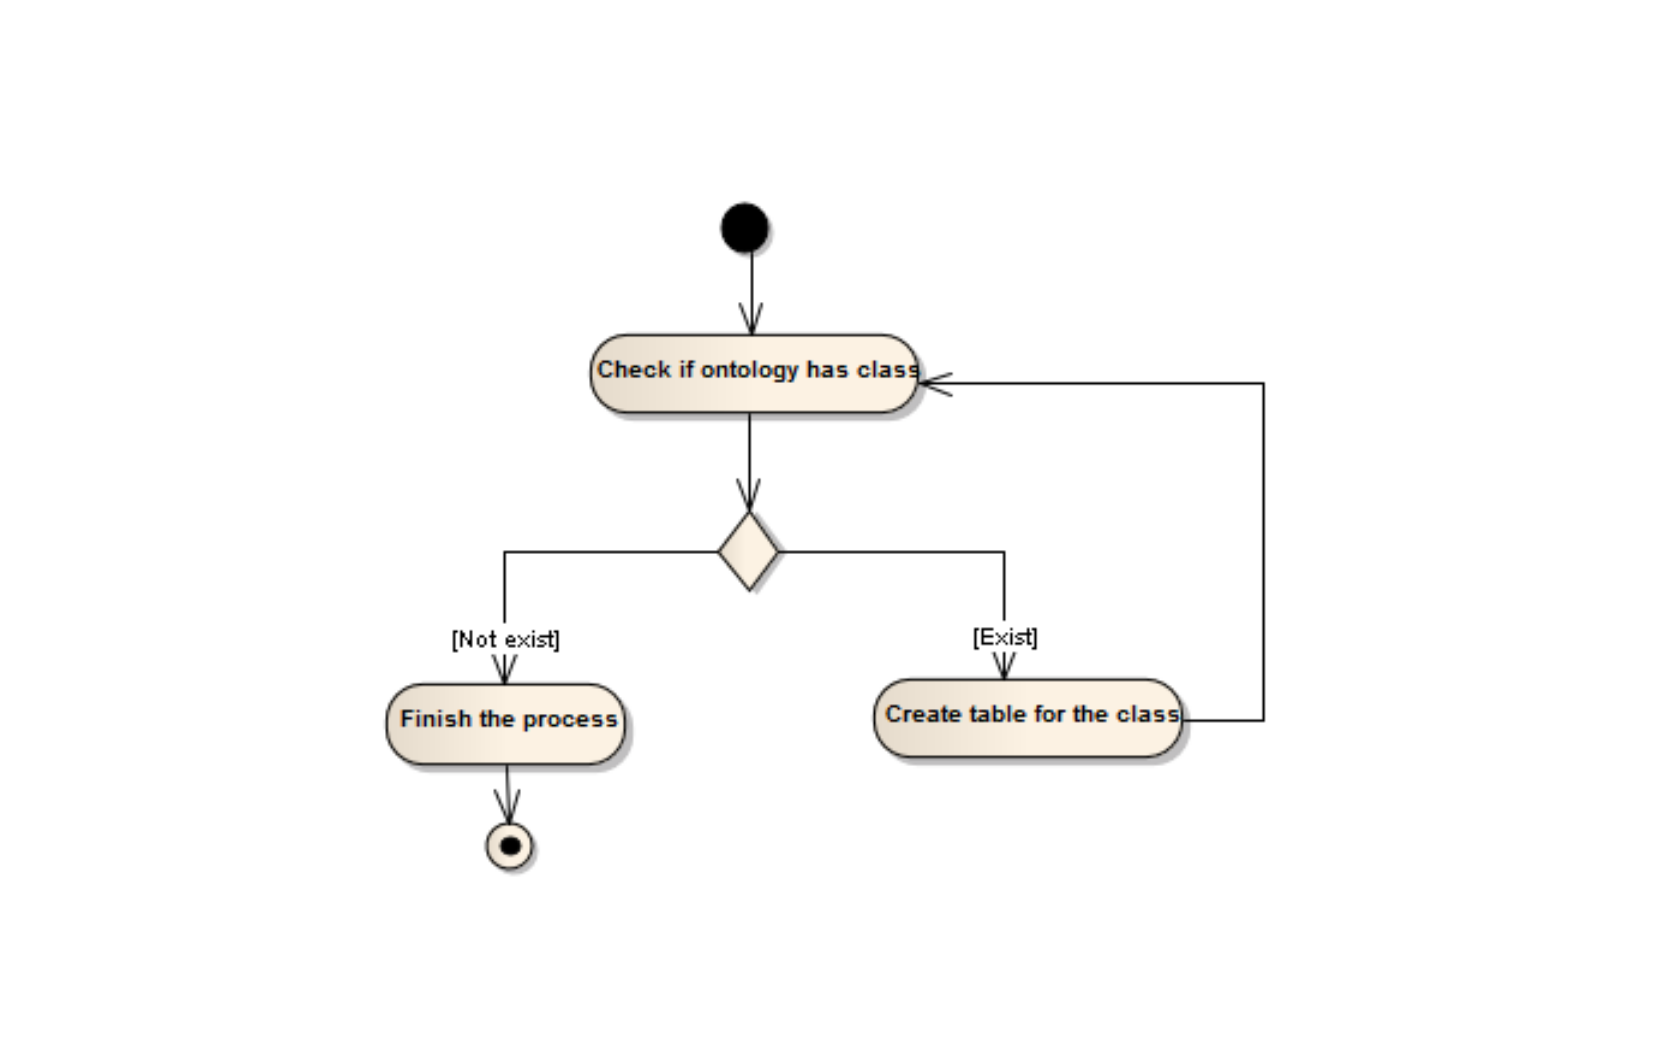 Check if ontology has class
[Not exist]
[Exist]
Finish the process
Create table for the class